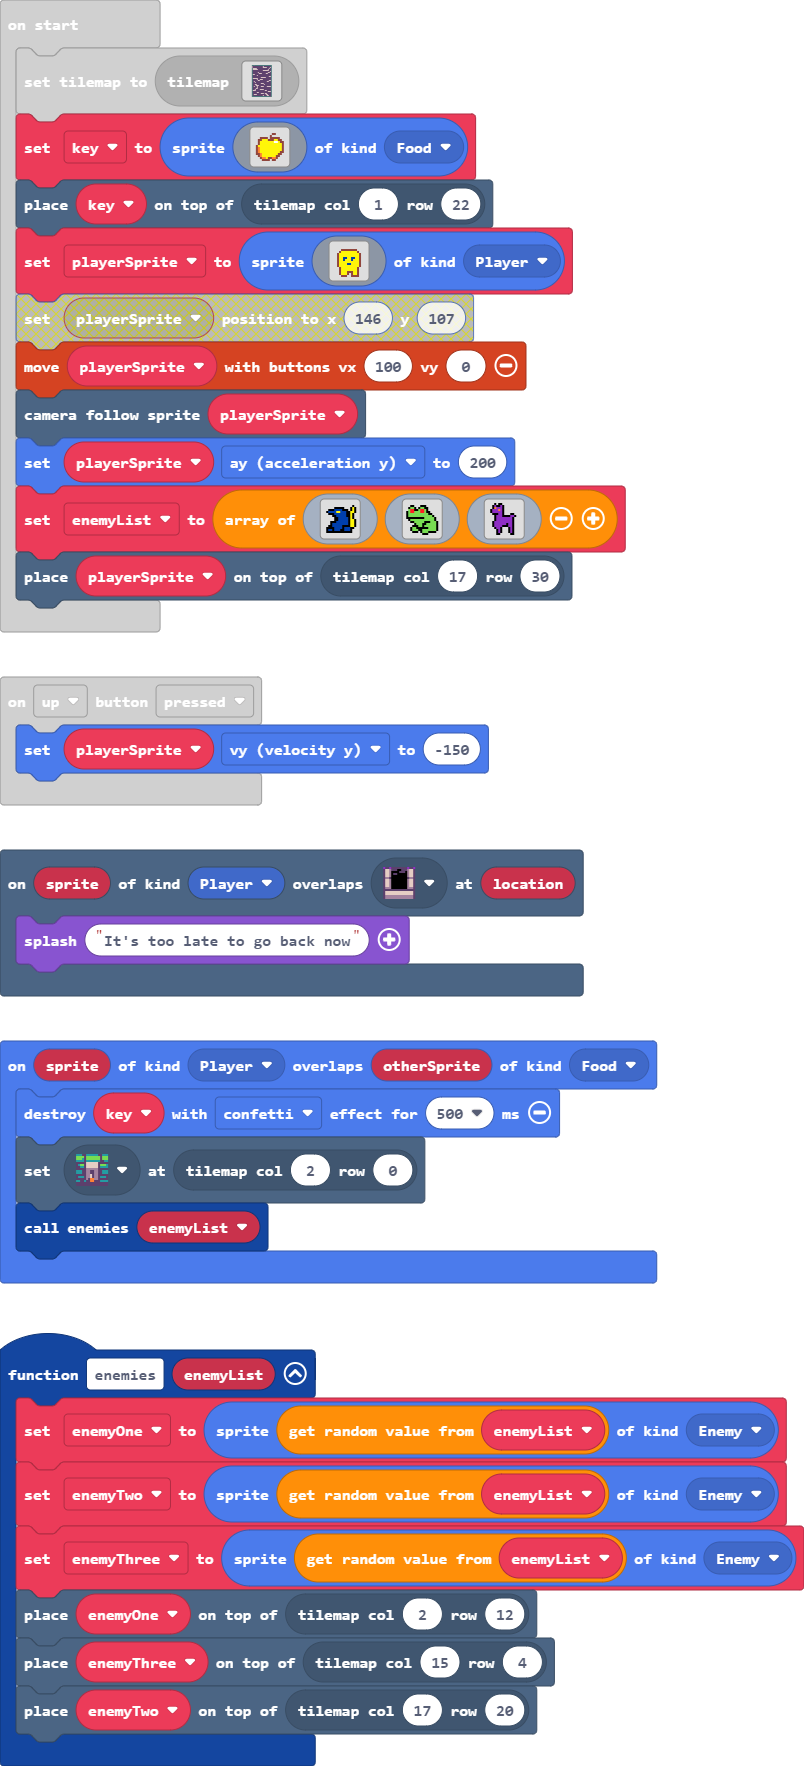 on start
set tilemap to tilemap
set key to sprite of kind Food
place key on top of tilemap col 1 row 22
set playerSprite to sprite of kind Player
set playerSprite position to x 146 y 107
move playerSprite with buttons vx 100 vy 0
camera follow sprite playerSprite
set playerSprite ay (acceleration y) to 200
set enemyList to array of
place playerSprite on top of tilemap col 17 row 30
on up button pressed
set playerSprite vy (velocity y) to -150
on sprite of kind Player overlaps at location
splash "It's too late to go back now"
on sprite of kind Player overlaps otherSprite of kind Food
destroy key with confetti effect for 500 ms
set at tilemap col 2 row 0
call enemies enemyList
function enemies enemyList
set enemyOne to sprite get random value from enemyList of kind Enemy
set enemyTwo to sprite get random value from enemyList of kind Enemy
set enemyThree to sprite get random value from enemyList of kind Enemy
place enemyOne on top of tilemap col 2 row 12
place enemyThree on top of tilemap col 15 row 4
place enemyTwo on top of tilemap col 17 row 20